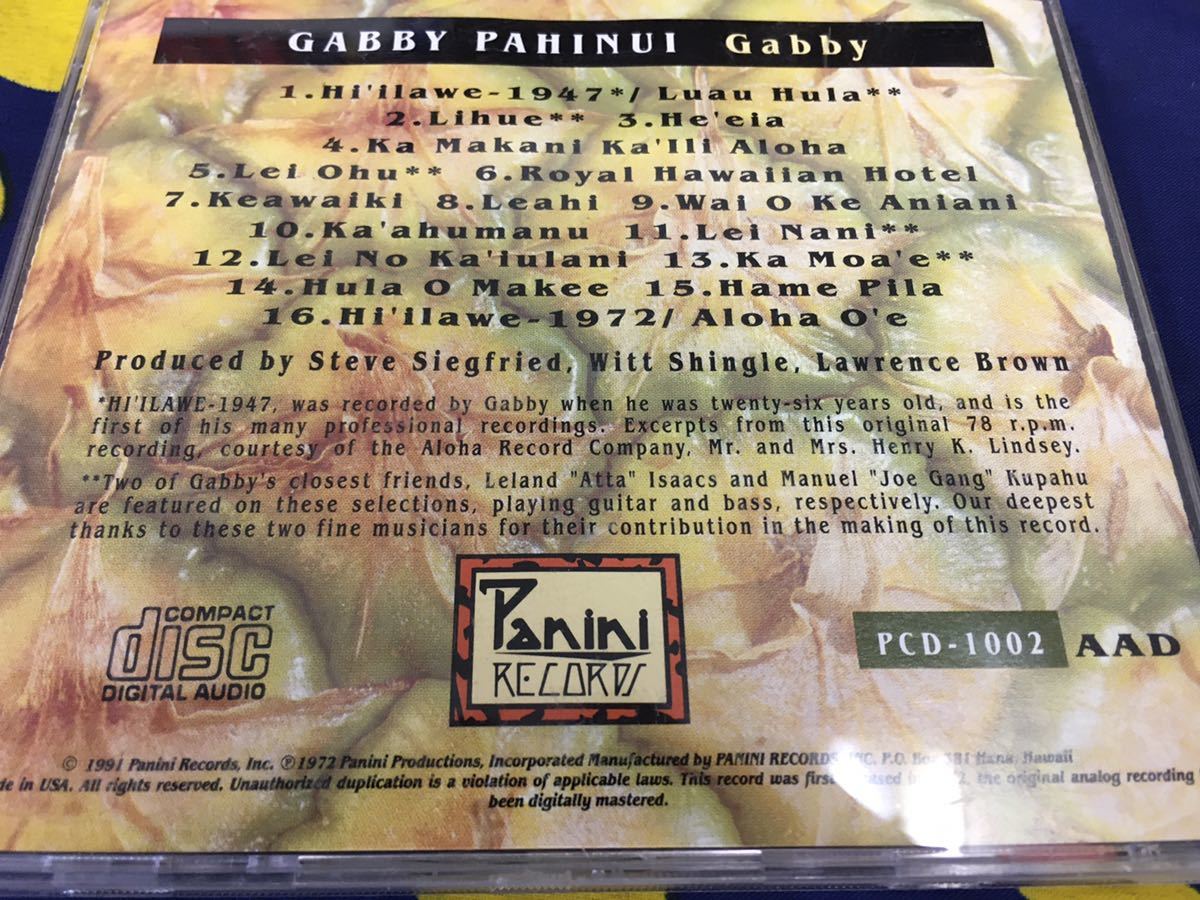 GABBY PAHINUI Gabby
1.Hi'ilawe-1947*/ Luau Hula**
2.Lihue** 3.He'eia
4.Ka Makani Ka'Ili Aloha
5.Lei Ohu** 6.Royal Hawaiian Hotel
7.Keawaiki 8.Leahi 9.Wai O Ke Aniani
10.Ka'ahumanu 11.Lei Nani**
12.Lei No Ka'iulani 13.Ka Moa'e**
14.Hula O Makee 15.Hame Pila
16.Hi'ilawe-1972/ Aloha O'e
Produced by Steve Siegfried, Witt Shingle, Lawrence Brown
*HI'ILAWE-1947, was recorded by Gabby when he was twenty-six years old, and is the
first of his many professional recordings. Excerpts from this original 78 r.p.m.
recording, courtesy of the Aloha Record Company, Mr. and Mrs. Henry K. Lindsey.
**Two of Gabby's closest friends, Leland "Atta" Isaacs and Manuel "Joe Gang" Kupahu
are featured on these selections, playing guitar and bass, respectively. Our deepest
thanks to these two fine musicians for their contribution in the making of this record.
COMPACT
disc
DIGITAL AUDIO
Panini
RECORDS
PCD-1002 AAD
© 1991 Panini Records, Inc. ℗1972 Panini Productions, Incorporated Manufactured by PANINI RECORDS, INC. P.O. Hana, Hawaii
de in USA. All rights reserved. Unauthorized duplication is a violation of applicable laws. This record was the original analog recording
been digitally mastered.